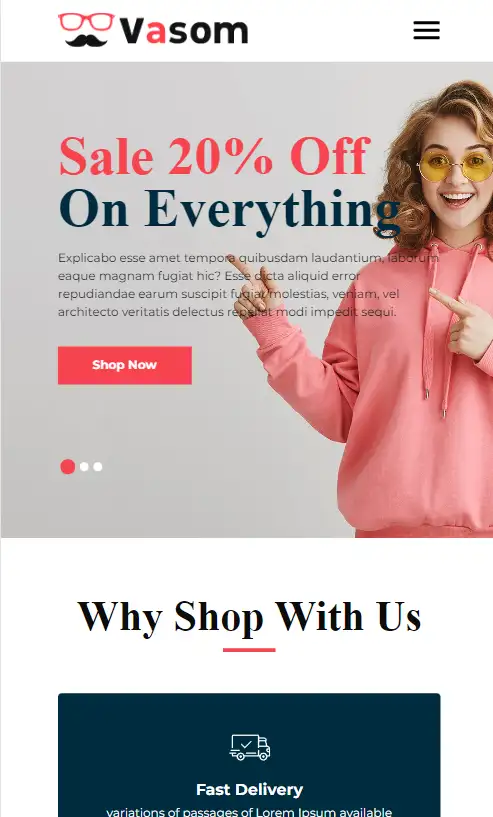 Vasom
Sale 20% Off
On Everything
Explicabo esse amet tempora quibusdam laudantium, laborum
eaque magnam fugiat hic? Esse dicta aliquid error
repudiandae earum suscipit fugiat molestias, veniam, vel
architecto veritatis delectus repellat modi impedit sequi.
Shop Now
Why Shop With Us
Fast Delivery
variations of passages of Lorem Ipsum available